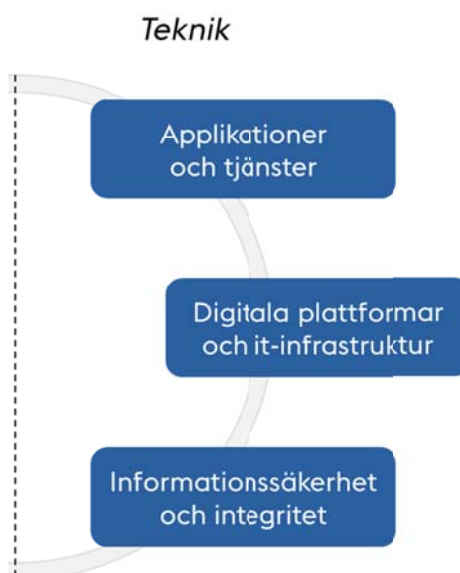 Teknik
Applikationer
och tjänster
Digitala plattformar
och it-infrastruktur
Informationssäkerhet
och integritet